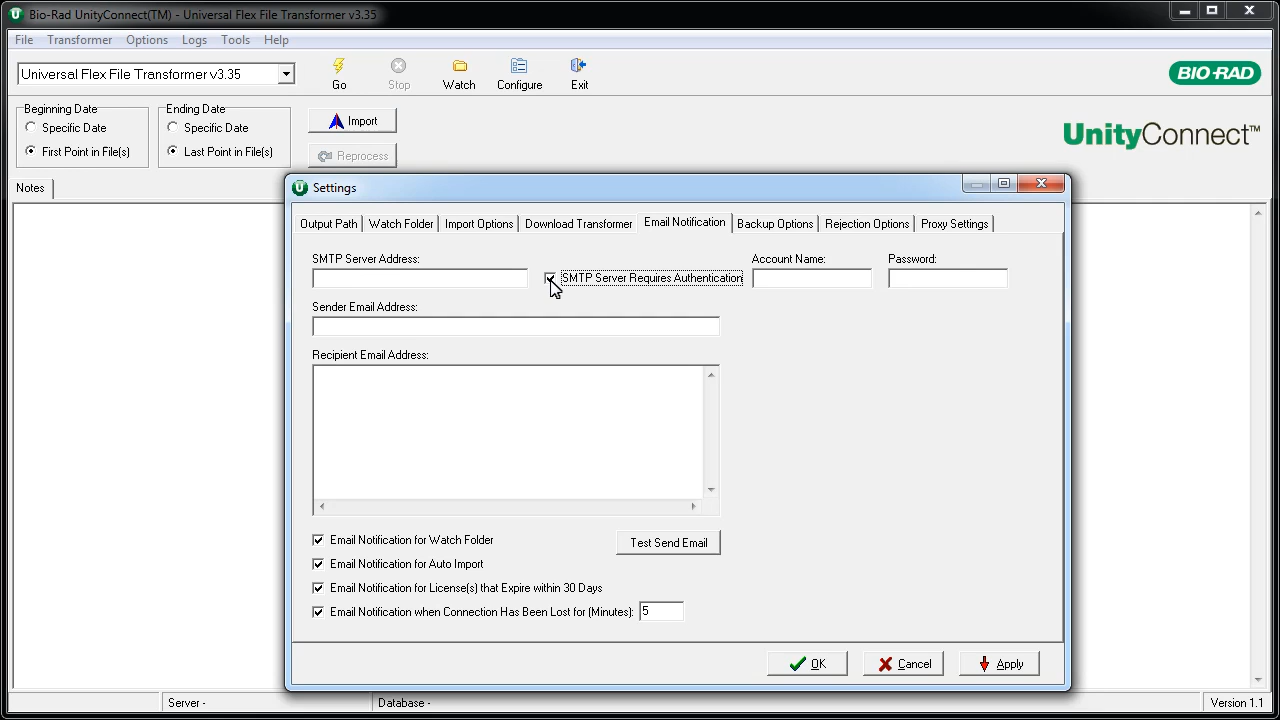 Bio-Rad UnityConnect(TM) - Universal Flex File Transformer v3.35
File Transformer Options Logs Tools Help
Universal Flex File Transformer v3.35
Go Stop Watch Configure Exit
BIO-RAD
Beginning Date
Specific Date
First Point in File(s)
Ending Date
Specific Date
Last Point in File(s)
Import
Reprocess
UnityConnect™
Notes
Settings
Output Path Watch Folder Import Options Download Transformer Email Notification Backup Options Rejection Options Proxy Settings
SMTP Server Address:
SMTP Server Requires Authentication
Account Name: Password:
Sender Email Address:
Recipient Email Address:
Email Notification for Watch Folder
Test Send Email
Email Notification for Auto Import
Email Notification for License(s) that Expire within 30 Days
Email Notification when Connection Has Been Lost for (Minutes): 5
OK Cancel Apply
Server - Database - Version 1.1